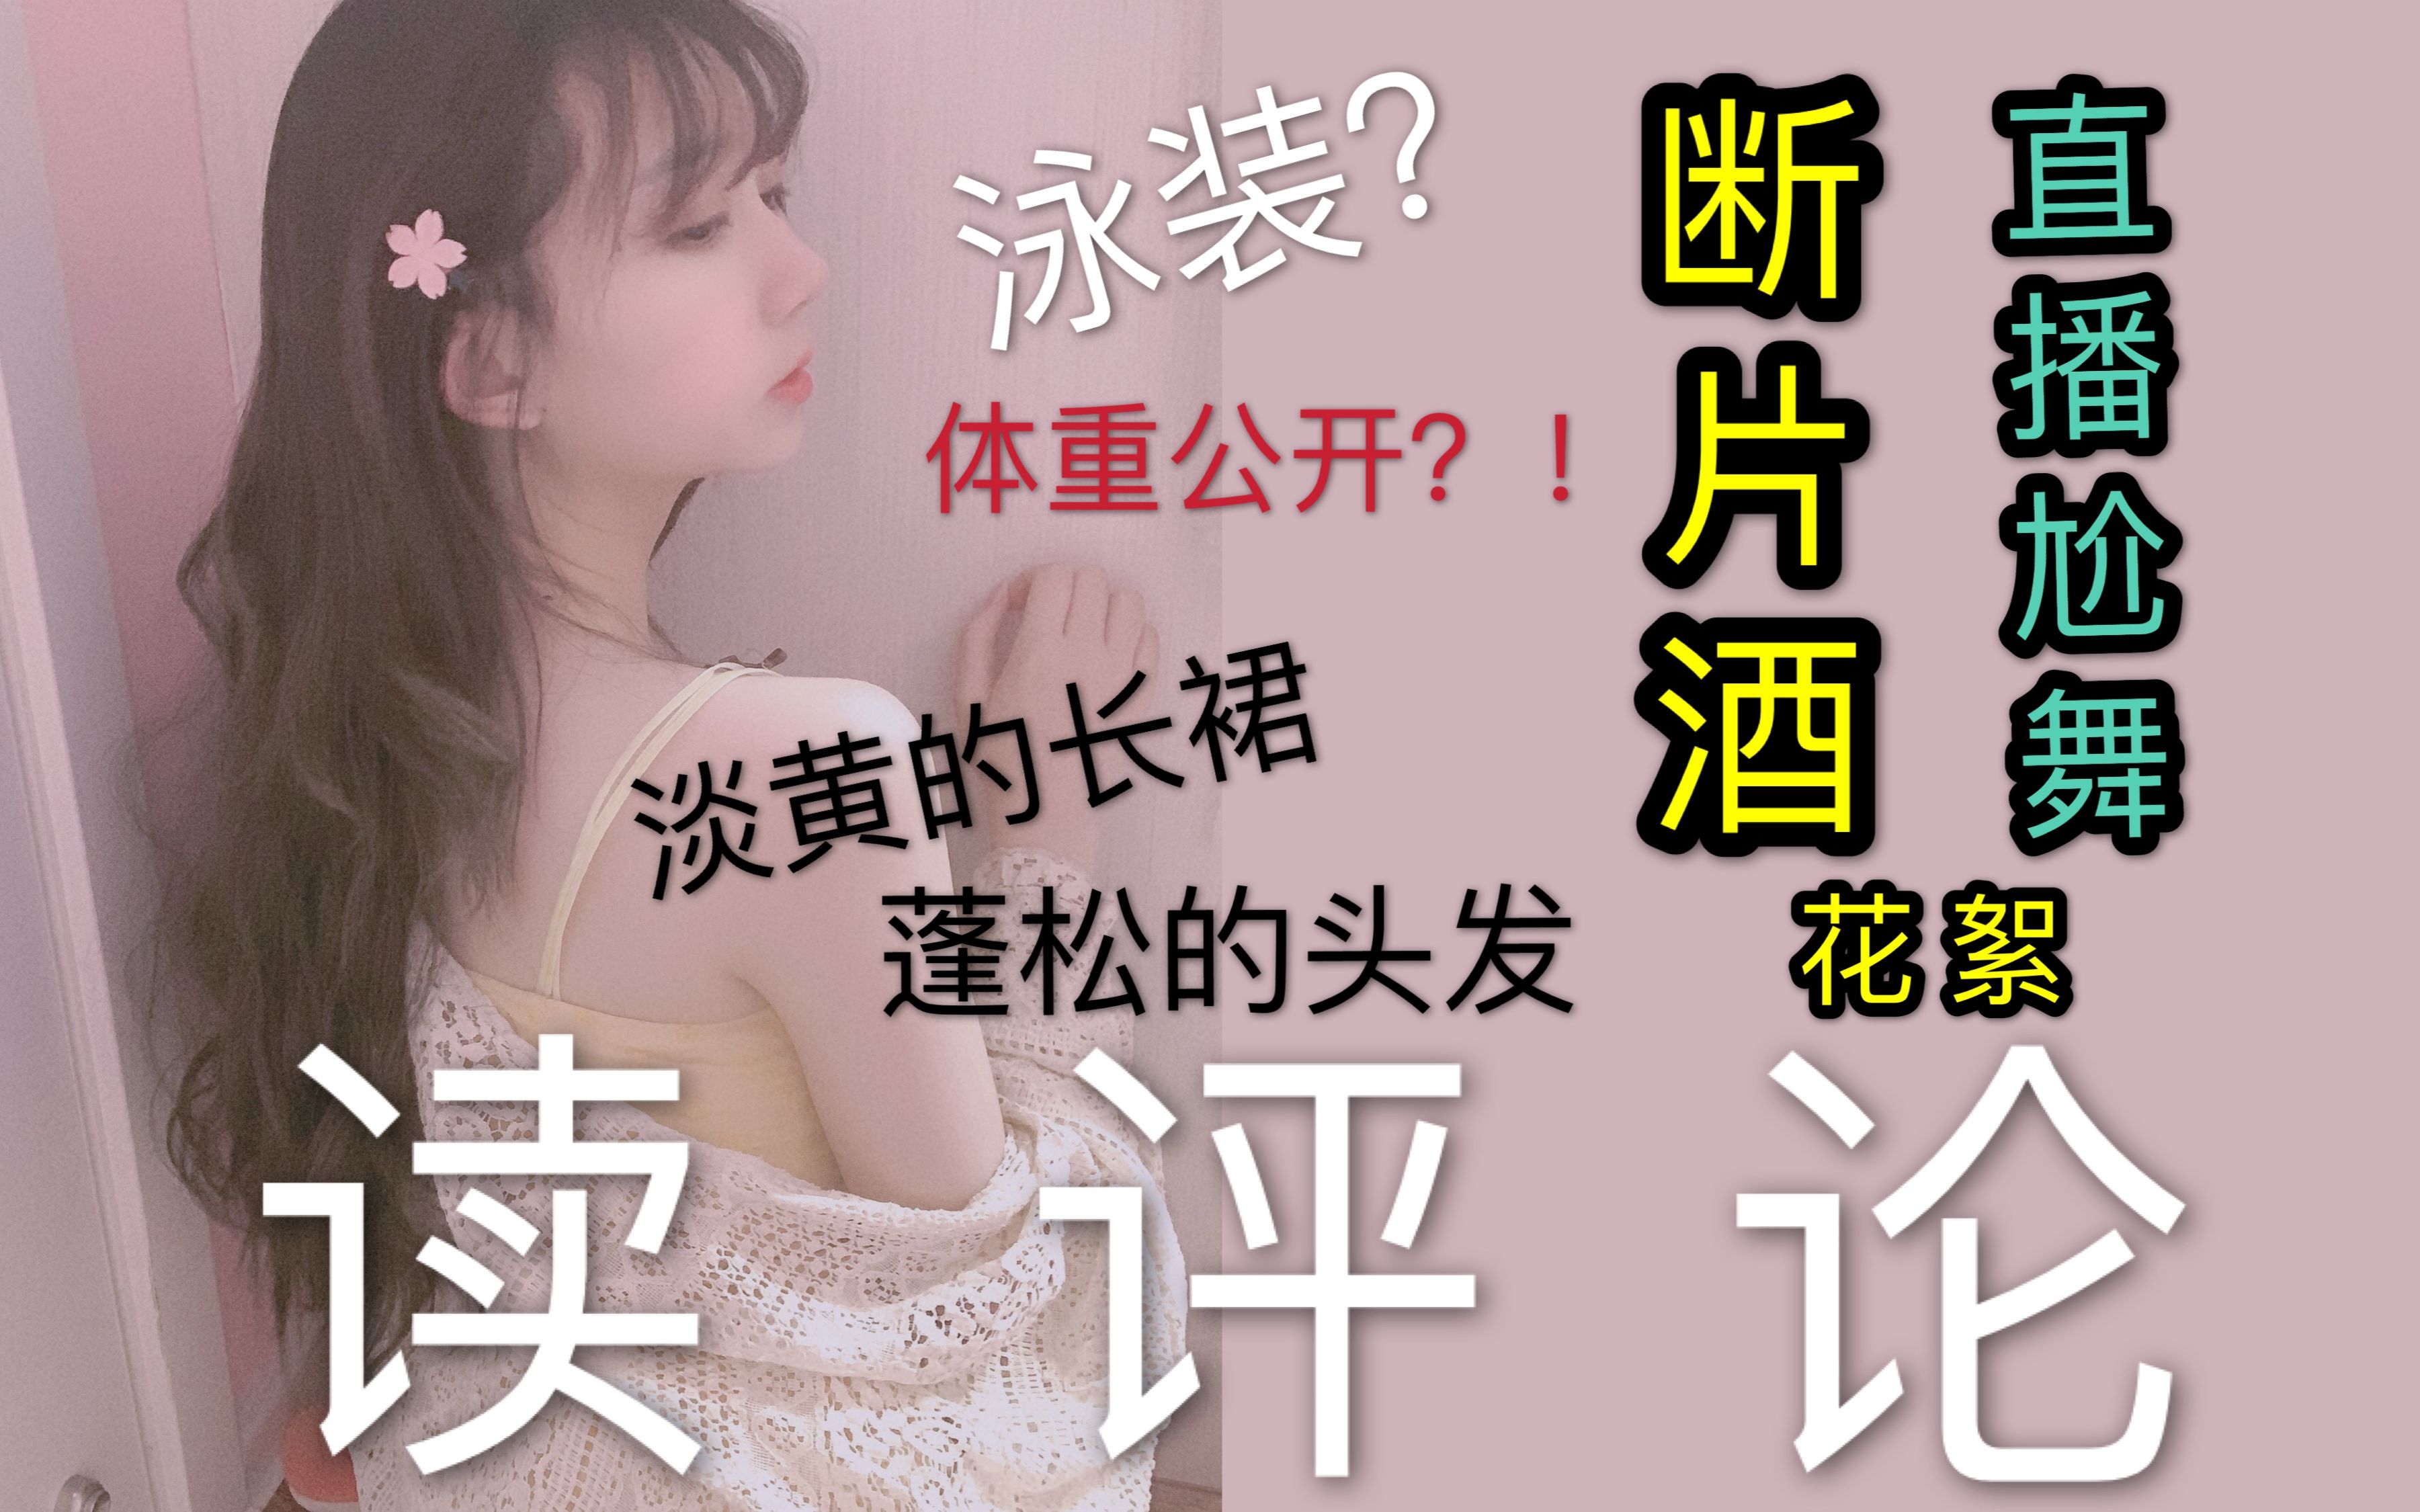 泳装?
体重公开？！
淡黄的长裙
蓬松的头发
断片酒
直播尬舞
花絮
读评论